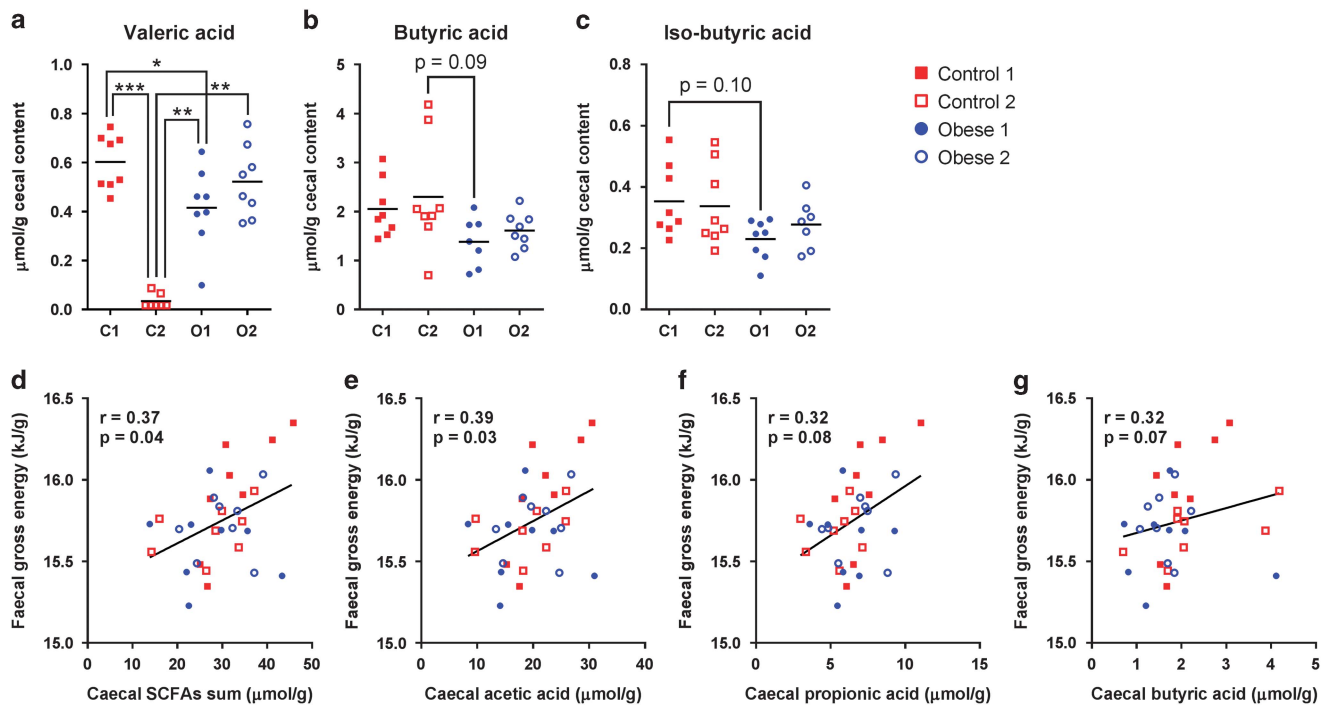 a
Valeric acid
μmol/g cecal content
1.0
0.8
0.6
0.4
0.2
0.0
*
***
**
**
C1 C2 O1 O2
b
Butyric acid
μmol/g cecal content
5
4
3
2
1
0
p = 0.09
C1 C2 O1 O2
c
Iso-butyric acid
μmol/g cecal content
0.8
0.6
0.4
0.2
0.0
p = 0.10
C1 C2 O1 O2
Control 1
Control 2
Obese 1
Obese 2
d
Faecal gross energy (kJ/g)
16.5
16.0
15.5
15.0
r = 0.37
p = 0.04
0 10 20 30 40 50
Caecal SCFAs sum (μmol/g)
e
Faecal gross energy (kJ/g)
16.5
16.0
15.5
15.0
r = 0.39
p = 0.03
0 10 20 30 40
Caecal acetic acid (μmol/g)
f
Faecal gross energy (kJ/g)
16.5
16.0
15.5
15.0
r = 0.32
p = 0.08
0 5 10 15
Caecal propionic acid (μmol/g)
g
Faecal gross energy (kJ/g)
16.5
16.0
15.5
15.0
r = 0.32
p = 0.07
0 1 2 3 4 5
Caecal butyric acid (μmol/g)